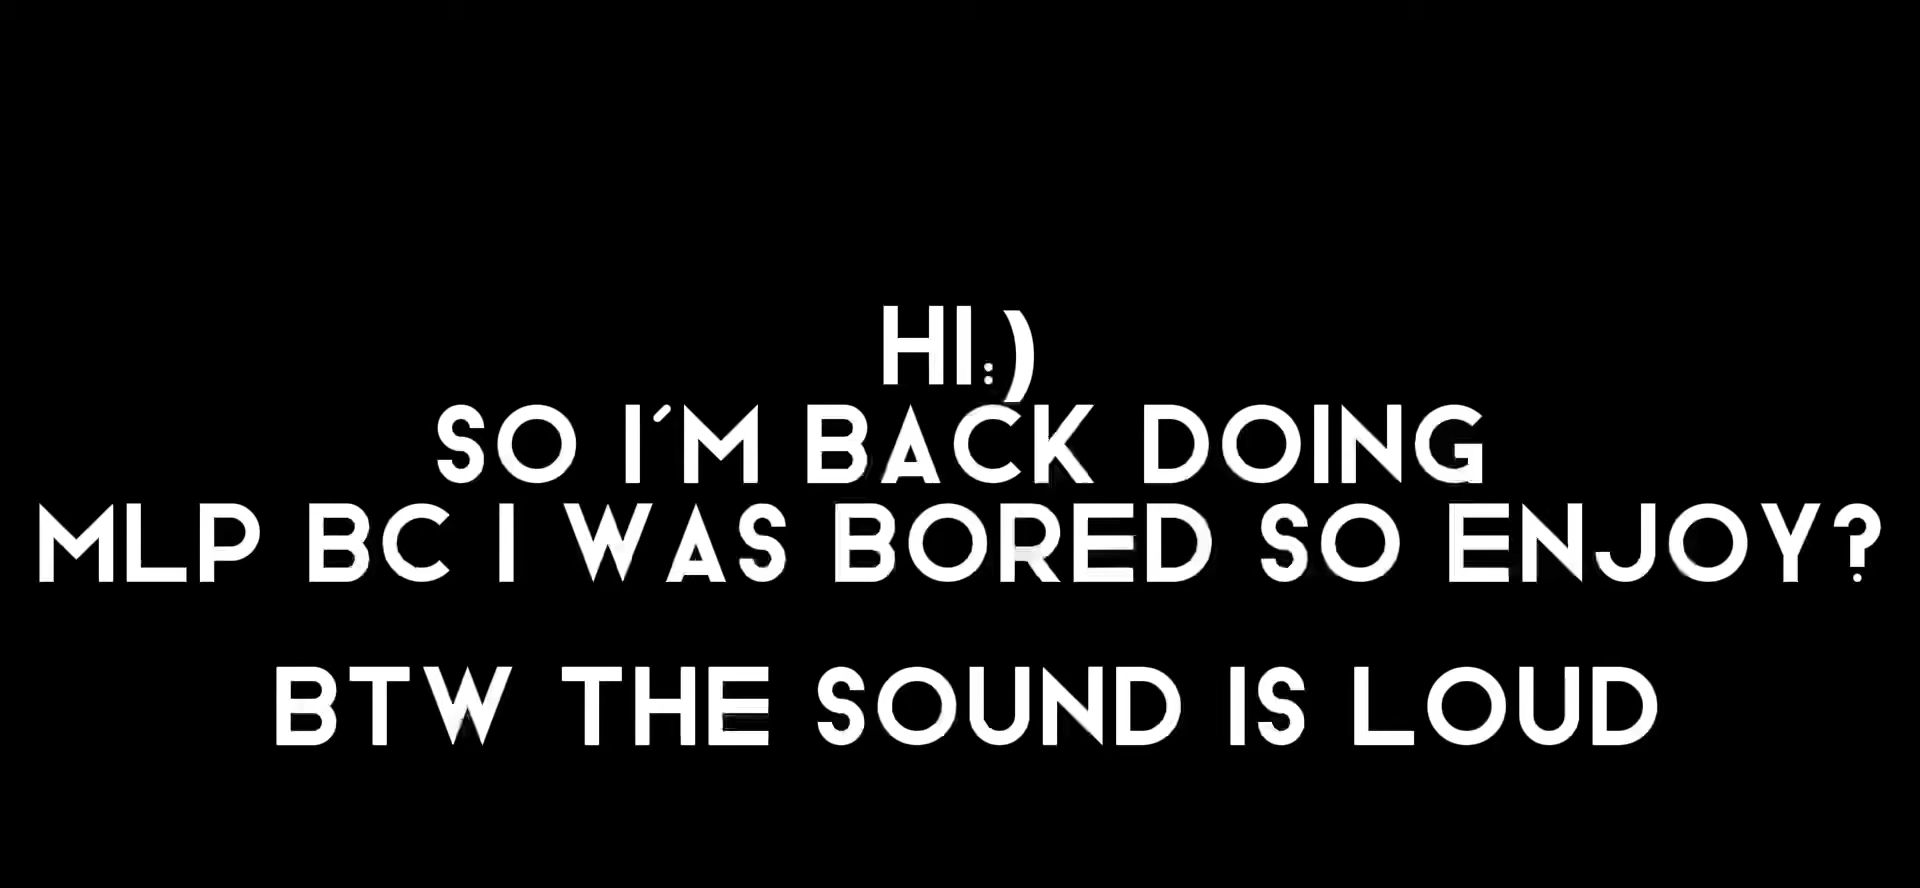 HI:)
SO I'M BACK DOING
MLP BC I WAS BORED SO ENJOY?
BTW THE SOUND IS LOUD